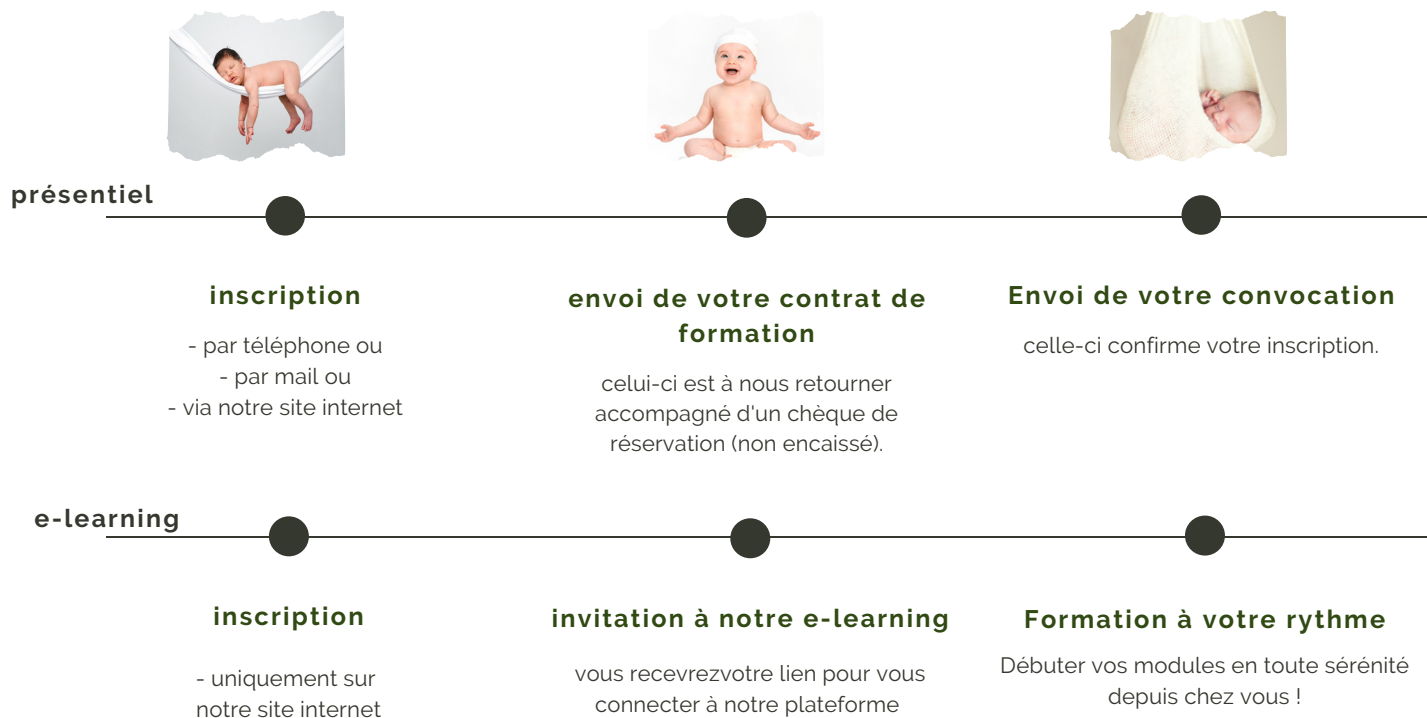 présentiel
inscription
- par téléphone ou
- par mail ou
- via notre site internet
envoi de votre contrat de
formation
celui-ci est à nous retourner
accompagné d'un chèque de
réservation (non encaissé).
Envoi de votre convocation
celle-ci confirme votre inscription.
e-learning
inscription
- uniquement sur
notre site internet
invitation à notre e-learning
vous recevrezvotre lien pour vous
connecter à notre plateforme
Formation à votre rythme
Débuter vos modules en toute sérénité
depuis chez vous !